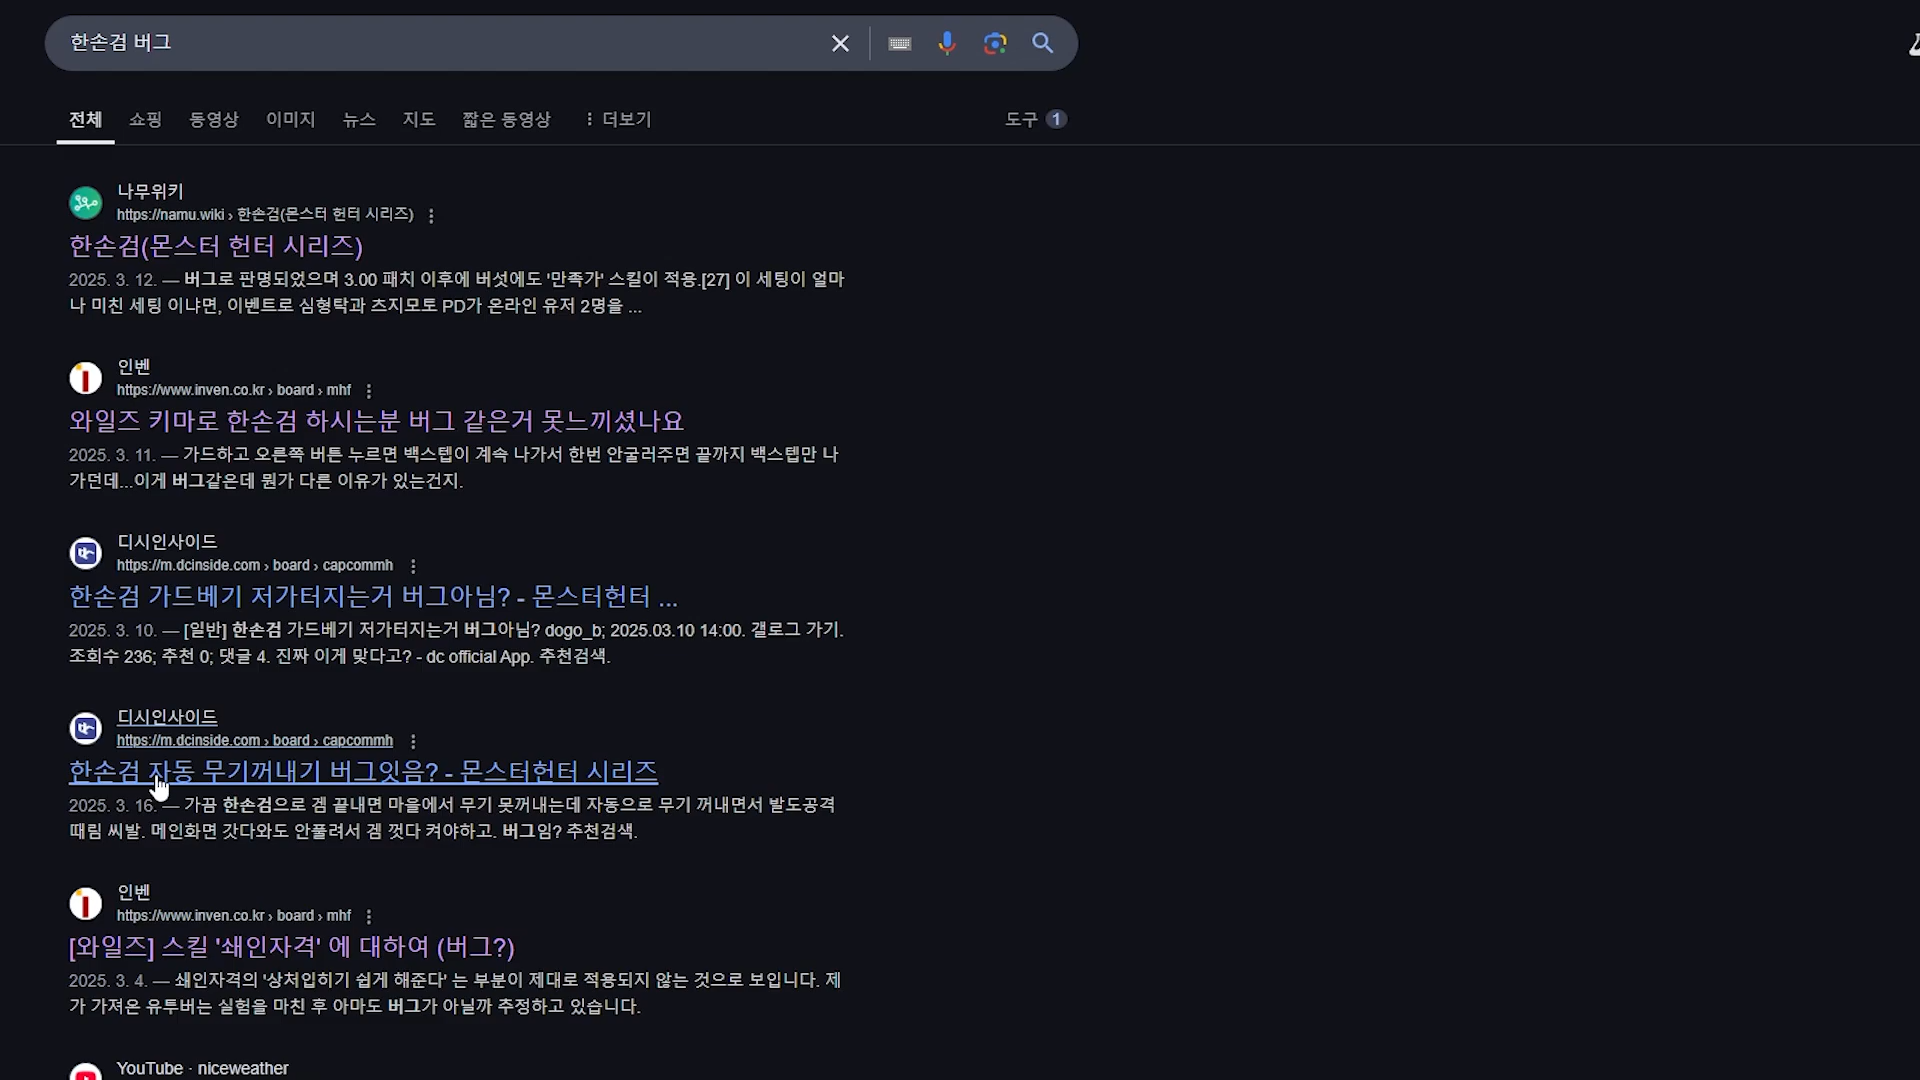 한손검 버그
전체 쇼핑 동영상 이미지 뉴스 지도 짧은 동영상 더보기 도구 1
나무위키
https://namu.wiki › 한손검(몬스터 헌터 시리즈)
한손검(몬스터 헌터 시리즈)
2025. 3. 12. — 버그로 판명되었으며 3.00 패치 이후에 버섯에도 '만족가' 스킬이 적용.[27] 이 세팅이 얼마
나 미친 세팅 이냐면, 이벤트로 심형탁과 츠지모토 PD가 온라인 유저 2명을 ...
인벤
https://www.inven.co.kr › board › mhf
와일즈 키마로 한손검 하시는분 버그 같은거 못느끼셨나요
2025. 3. 11. — 가드하고 오른쪽 버튼 누르면 백스텝이 계속 나가서 한번 안굴러주면 끝까지 백스텝만 나
가던데...이게 버그같은데 뭔가 다른 이유가 있는건지.
디시인사이드
https://m.dcinside.com › board › capcommh
한손검 가드베기 저가터지는거 버그아님? - 몬스터헌터 ...
2025. 3. 10. — [일반] 한손검 가드베기 저가터지는거 버그아님? dogo_b; 2025.03.10 14:00. 갤로그 가기.
조회수 236; 추천 0; 댓글 4. 진짜 이게 맞다고? - dc official App. 추천검색.
디시인사이드
https://m.dcinside.com › board › capcommh
한손검 자동 무기꺼내기 버그잇음? - 몬스터헌터 시리즈
2025. 3. 16. — 가끔 한손검으로 겜 끝내면 마을에서 무기 못꺼내는데 자동으로 무기 꺼내면서 발도공격
때림 씨발. 메인화면 갓다와도 안풀려서 겜 껏다 켜야하고. 버그임? 추천검색.
인벤
https://www.inven.co.kr › board › mhf
[와일즈] 스킬 '쇄인자격' 에 대하여 (버그?)
2025. 3. 4. — 쇄인자격의 '상처입히기 쉽게 해준다' 는 부분이 제대로 적용되지 않는 것으로 보입니다. 제
가 가져온 유투버는 실험을 마친 후 아마도 버그가 아닐까 추정하고 있습니다.
YouTube · niceweather